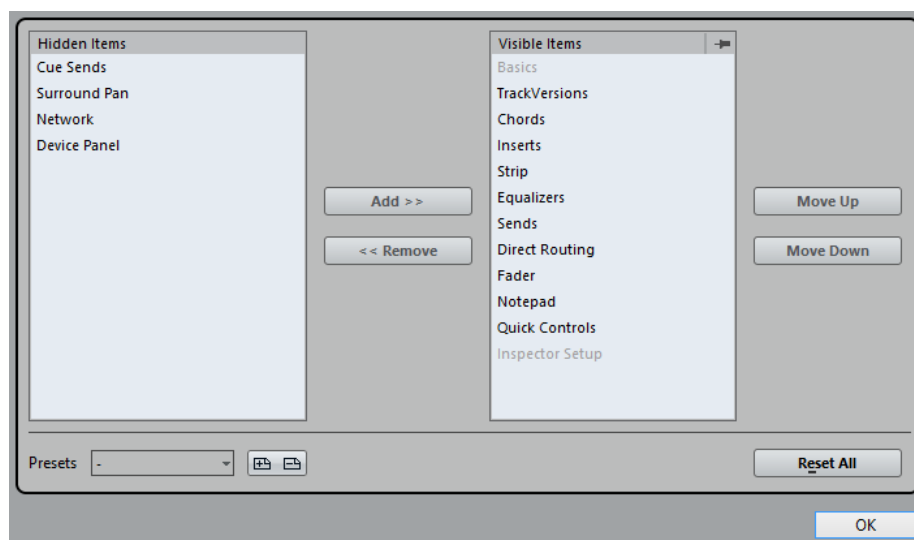 Hidden Items
Cue Sends
Surround Pan
Network
Device Panel
Add >>
<< Remove
Visible Items
Basics
TrackVersions
Chords
Inserts
Strip
Equalizers
Sends
Direct Routing
Fader
Notepad
Quick Controls
Inspector Setup
Move Up
Move Down
Presets -
Reset All
OK